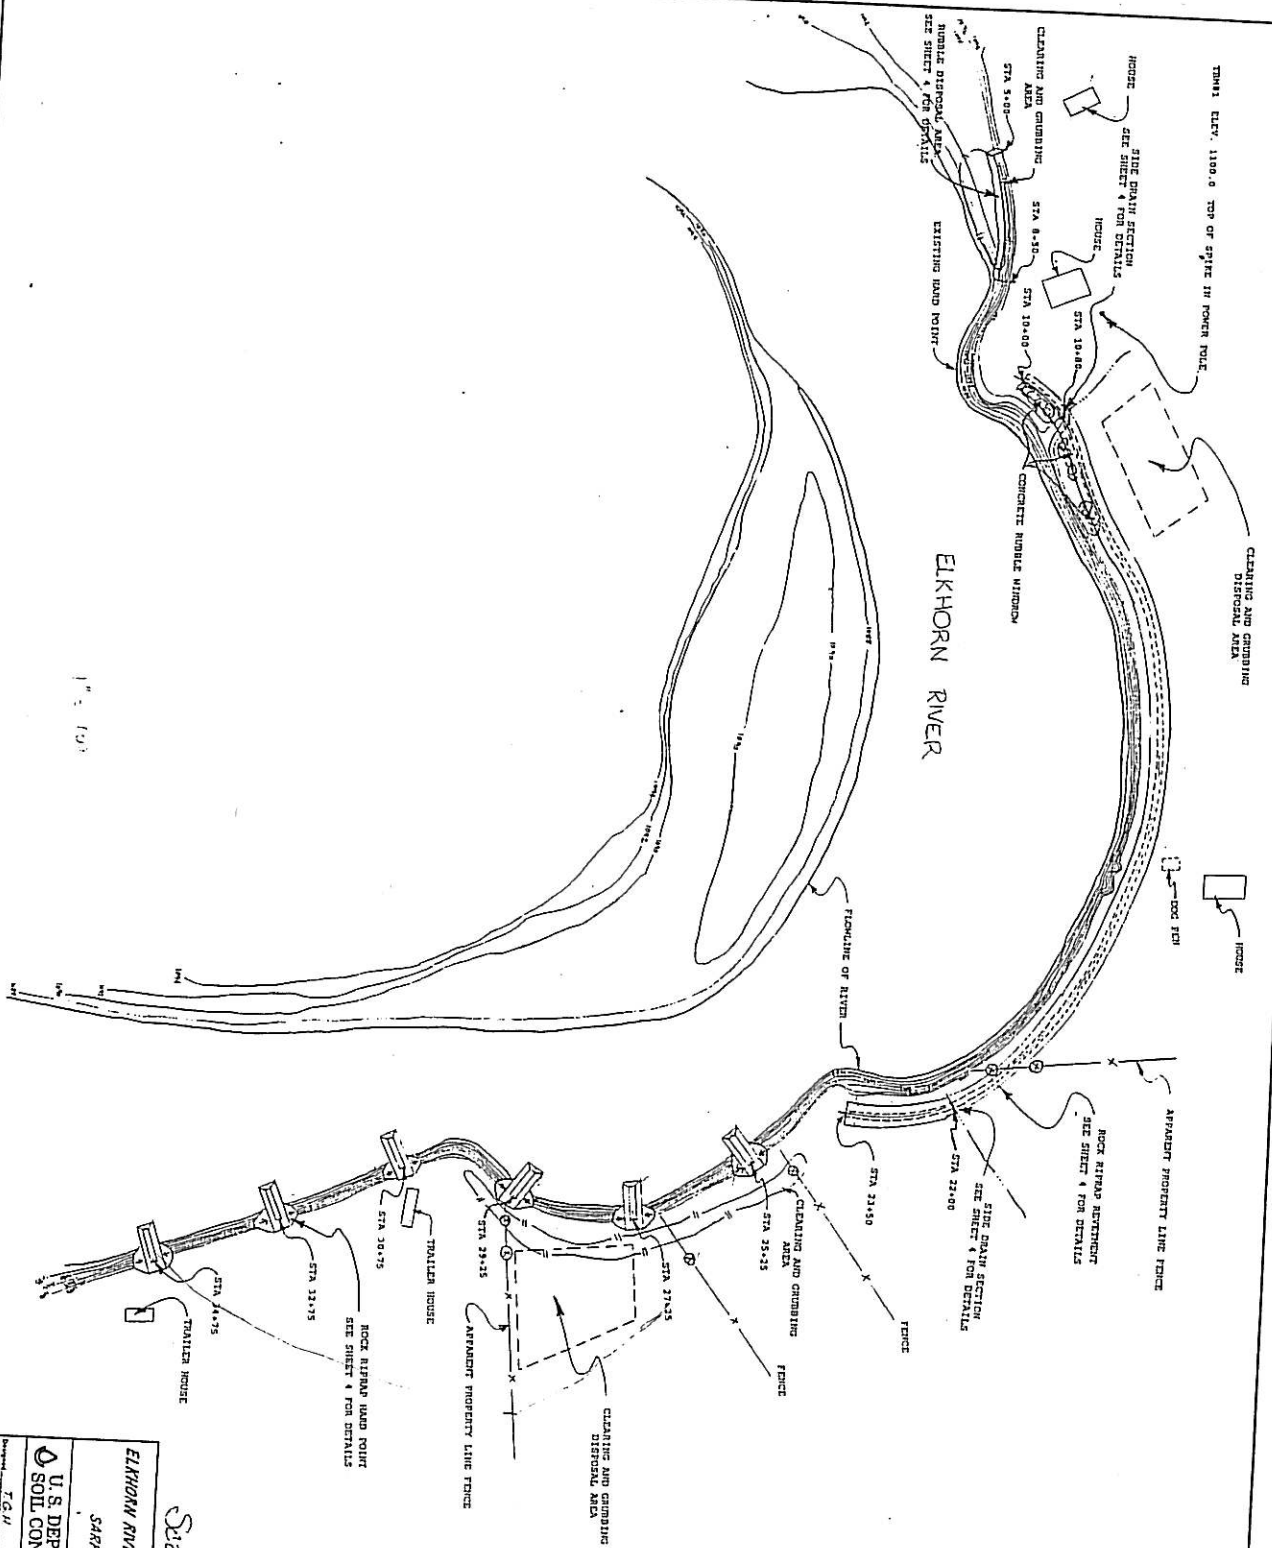 TBM#1 ELEV. 1100.0 TOP OF SPIKE IN POWER POLE
HOUSE
SIDE DRAIN SECTION
SEE SHEET 4 FOR DETAILS
CLEARING AND GRUBBING
AREA
STA 5+00
RUBBLE DISPOSAL AREA
SEE SHEET 4 FOR DETAILS
STA 8+50
HOUSE
STA 10+80
STA 10+00
EXISTING HARD POINT
CLEARING AND GRUBBING
DISPOSAL AREA
CONCRETE RUBBLE WINDROW
ELKHORN RIVER
HOUSE
DOG PEN
FLOWLINE OF RIVER
APPARENT PROPERTY LINE FENCE
ROCK RIPRAP REVETMENT
SEE SHEET 4 FOR DETAILS
STA 22+00
SIDE DRAIN SECTION
SEE SHEET 4 FOR DETAILS
STA 23+50
FENCE
CLEARING AND GRUBBING
AREA
STA 25+25
FENCE
STA 27+25
CLEARING AND GRUBBING
DISPOSAL AREA
STA 29+25
APPARENT PROPERTY LINE FENCE
TRAILER HOUSE
STA 30+75
ROCK RIPRAP HARD POINT
SEE SHEET 4 FOR DETAILS
STA 32+75
STA 34+75
TRAILER HOUSE
ELKHORN RIV
SARP
U.S. DEP
SOIL CON
T.G.H